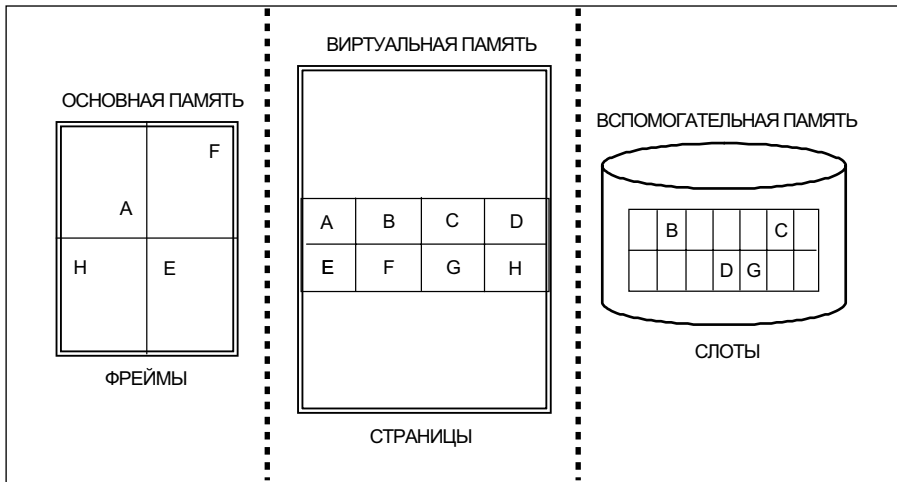 ОСНОВНАЯ ПАМЯТЬ
F
A
H E
ФРЕЙМЫ
ВИРТУАЛЬНАЯ ПАМЯТЬ
A B C D
E F G H
СТРАНИЦЫ
ВСПОМОГАТЕЛЬНАЯ ПАМЯТЬ
B C
D G
СЛОТЫ